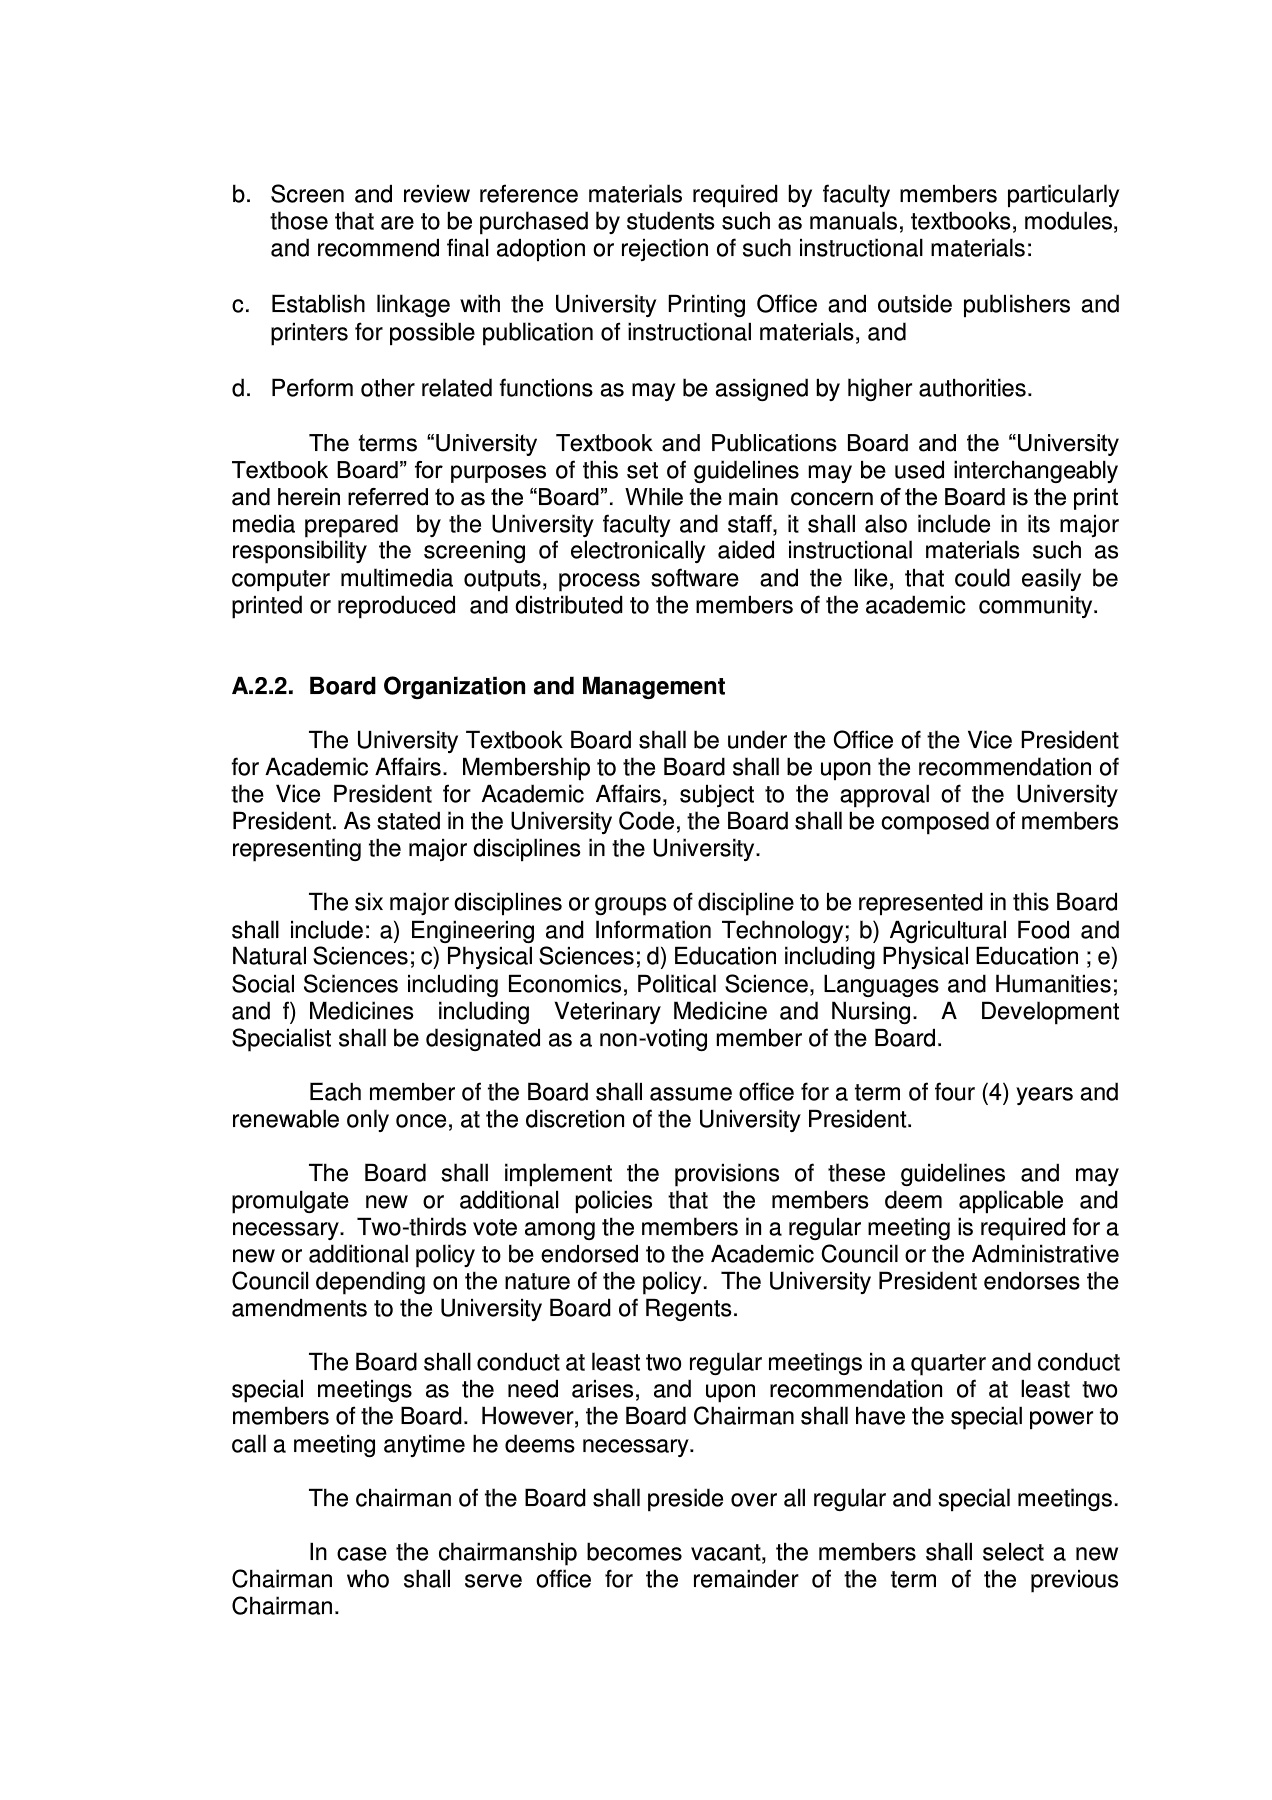 b. Screen and review reference materials required by faculty members particularly
those that are to be purchased by students such as manuals, textbooks, modules,
and recommend final adoption or rejection of such instructional materials:
c. Establish linkage with the University Printing Office and outside publishers and
printers for possible publication of instructional materials, and
d. Perform other related functions as may be assigned by higher authorities.
The terms “University Textbook and Publications Board and the “University
Textbook Board” for purposes of this set of guidelines may be used interchangeably
and herein referred to as the “Board”. While the main concern of the Board is the print
media prepared by the University faculty and staff, it shall also include in its major
responsibility the screening of electronically aided instructional materials such as
computer multimedia outputs, process software and the like, that could easily be
printed or reproduced and distributed to the members of the academic community.
A.2.2. Board Organization and Management
The University Textbook Board shall be under the Office of the Vice President
for Academic Affairs. Membership to the Board shall be upon the recommendation of
the Vice President for Academic Affairs, subject to the approval of the University
President. As stated in the University Code, the Board shall be composed of members
representing the major disciplines in the University.
The six major disciplines or groups of discipline to be represented in this Board
shall include: a) Engineering and Information Technology; b) Agricultural Food and
Natural Sciences; c) Physical Sciences; d) Education including Physical Education ; e)
Social Sciences including Economics, Political Science, Languages and Humanities;
and f) Medicines including Veterinary Medicine and Nursing. A Development
Specialist shall be designated as a non-voting member of the Board.
Each member of the Board shall assume office for a term of four (4) years and
renewable only once, at the discretion of the University President.
The Board shall implement the provisions of these guidelines and may
promulgate new or additional policies that the members deem applicable and
necessary. Two-thirds vote among the members in a regular meeting is required for a
new or additional policy to be endorsed to the Academic Council or the Administrative
Council depending on the nature of the policy. The University President endorses the
amendments to the University Board of Regents.
The Board shall conduct at least two regular meetings in a quarter and conduct
special meetings as the need arises, and upon recommendation of at least two
members of the Board. However, the Board Chairman shall have the special power to
call a meeting anytime he deems necessary.
The chairman of the Board shall preside over all regular and special meetings.
In case the chairmanship becomes vacant, the members shall select a new
Chairman who shall serve office for the remainder of the term of the previous
Chairman.